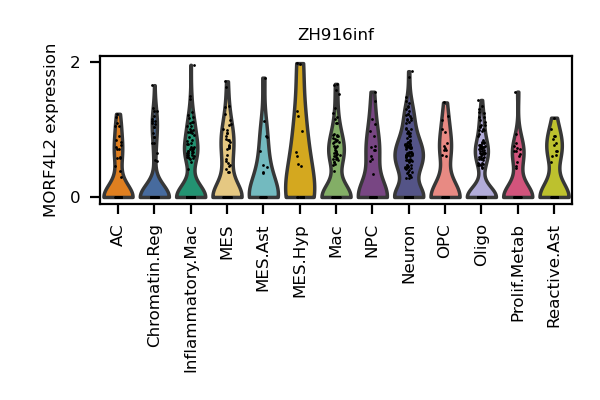 ZH916inf
MORF4L2 expression
2
0
AC
Chromatin.Reg
Inflammatory.Mac
MES
MES.Ast
MES.Hyp
Mac
NPC
Neuron
OPC
Oligo
Prolif.Metab
Reactive.Ast